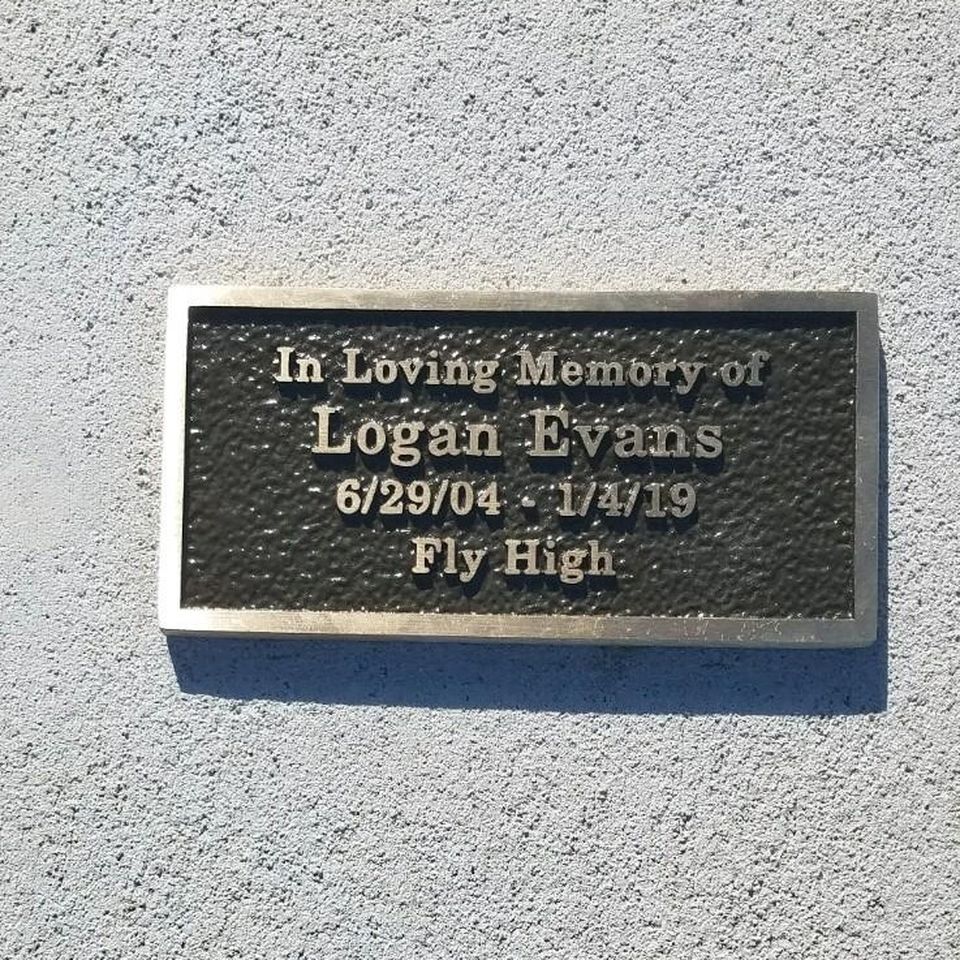 In Loving Memory of
Logan Evans
6/29/04 - 1/4/19
Fly High